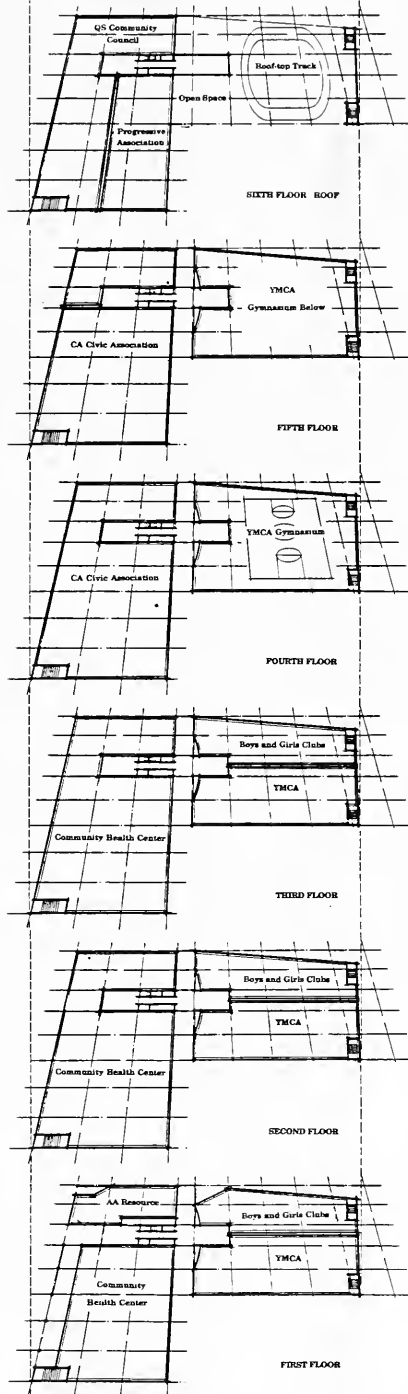 QS Community
Council
Roof-top Track
Open Space
Progressive
Association
SIXTH FLOOR ROOF
YMCA
Gymnasium Below
CA Civic Association
FIFTH FLOOR
YMCA Gymnasium
CA Civic Association
FOURTH FLOOR
Boys and Girls Clubs
YMCA
Community Health Center
THIRD FLOOR
Boys and Girls Clubs
YMCA
Community Health Center
SECOND FLOOR
AA Resource
Boys and Girls Clubs
YMCA
Community
Health Center
FIRST FLOOR